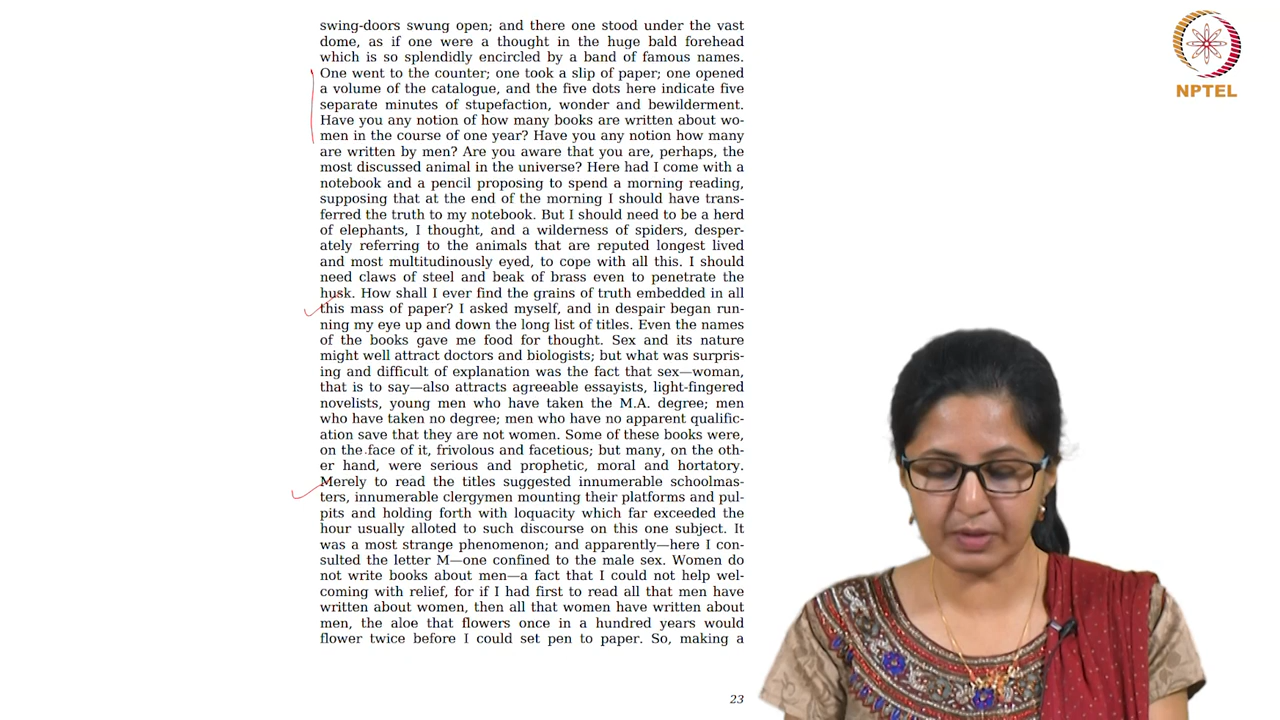 swing-doors swung open; and there one stood under the vast
dome, as if one were a thought in the huge bald forehead
which is so splendidly encircled by a band of famous names.
One went to the counter; one took a slip of paper; one opened
a volume of the catalogue, and the five dots here indicate five
separate minutes of stupefaction, wonder and bewilderment.
Have you any notion of how many books are written about wo-
men in the course of one year? Have you any notion how many
are written by men? Are you aware that you are, perhaps, the
most discussed animal in the universe? Here had I come with a
notebook and a pencil proposing to spend a morning reading,
supposing that at the end of the morning I should have trans-
ferred the truth to my notebook. But I should need to be a herd
of elephants, I thought, and a wilderness of spiders, desper-
ately referring to the animals that are reputed longest lived
and most multitudinously eyed, to cope with all this. I should
need claws of steel and beak of brass even to penetrate the
husk. How shall I ever find the grains of truth embedded in all
this mass of paper? I asked myself, and in despair began run-
ning my eye up and down the long list of titles. Even the names
of the books gave me food for thought. Sex and its nature
might well attract doctors and biologists; but what was surpris-
ing and difficult of explanation was the fact that sex—woman,
that is to say—also attracts agreeable essayists, light-fingered
novelists, young men who have taken the M.A. degree; men
who have taken no degree; men who have no apparent qualific-
ation save that they are not women. Some of these books were,
on the face of it, frivolous and facetious; but many, on the oth-
er hand, were serious and prophetic, moral and hortatory.
Merely to read the titles suggested innumerable schoolmas-
ters, innumerable clergymen mounting their platforms and pul-
pits and holding forth with loquacity which far exceeded the
hour usually alloted to such discourse on this one subject. It
was a most strange phenomenon; and apparently—here I con-
sulted the letter M—one confined to the male sex. Women do
not write books about men—a fact that I could not help wel-
coming with relief, for if I had first to read all that men have
written about women, then all that women have written about
men, the aloe that flowers once in a hundred years would
flower twice before I could set pen to paper. So, making a
23
NPTEL